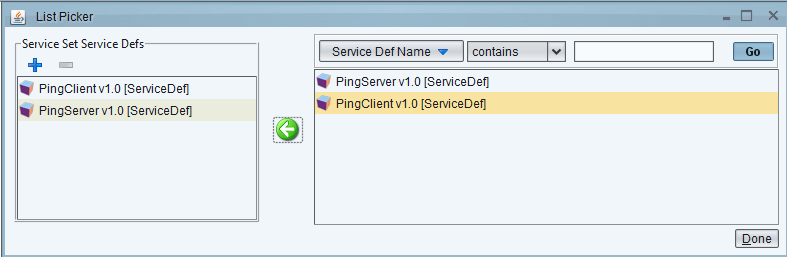 List Picker
Service Set Service Defs
PingClient v1.0 [ServiceDef]
PingServer v1.0 [ServiceDef]
Service Def Name contains Go
PingServer v1.0 [ServiceDef]
PingClient v1.0 [ServiceDef]
Done